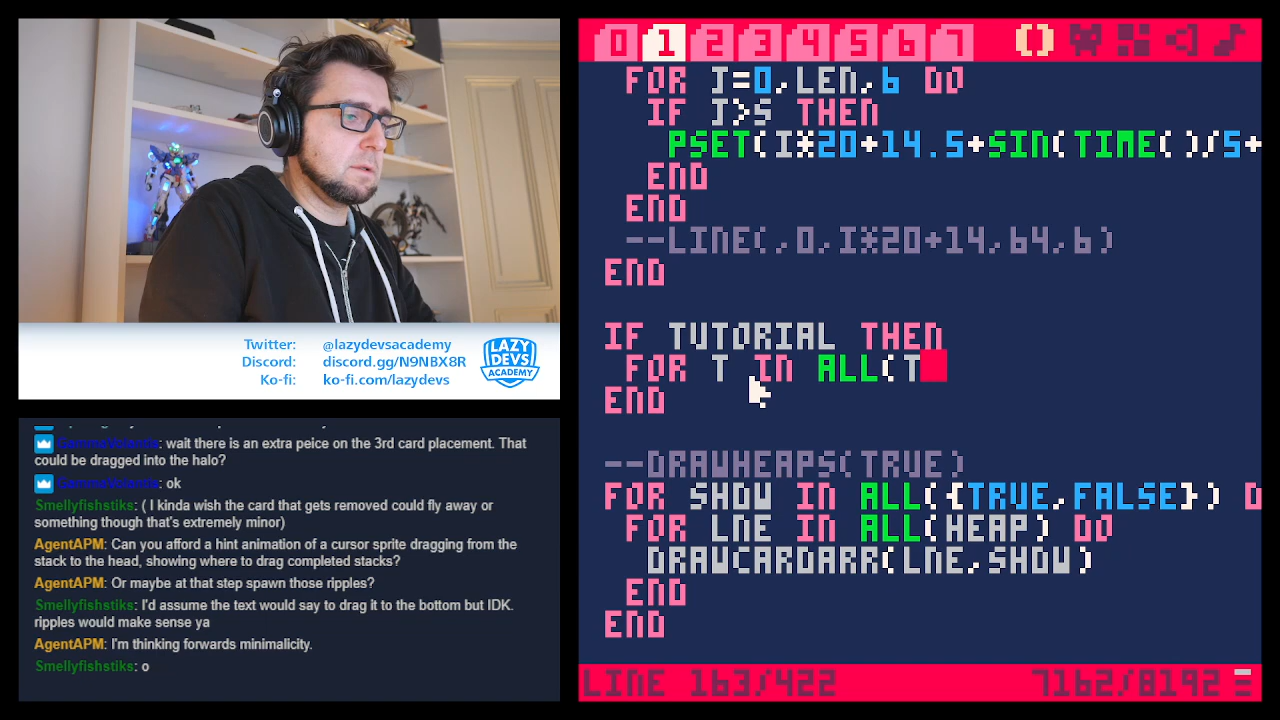 Twitter: @lazydevsacademy
Discord: discord.gg/N9NBX8R
Ko-fi: ko-fi.com/lazydevs
LAZY
DEVS
ACADEMY
GammaVolantis: wait there is an extra peice on the 3rd card placement. That
could be dragged into the halo?
GammaVolantis: ok
Smellyfishstiks: ( I kinda wish the card that gets removed could fly away or
something though that's extremely minor)
AgentAPM: Can you afford a hint animation of a cursor sprite dragging from the
stack to the head, showing where to drag completed stacks?
AgentAPM: Or maybe at that step spawn those ripples?
Smellyfishstiks: I'd assume the text would say to drag it to the bottom but IDK.
ripples would make sense ya
AgentAPM: I'm thinking forwards minimalicity.
Smellyfishstiks: o
0 1 2 3 4 5 6 7 ()
FOR J=0,LEN,6 DO
IF J>S THEN
PSET(I*20+14.5+SIN(TIME()/5+
END
END
--LINE(,0,I*20+14,64,6)
END
IF TUTORIAL THEN
FOR T IN ALL(T
END
--DRAWHEAPS(TRUE)
FOR SHOW IN ALL({TRUE,FALSE}) D
FOR LNE IN ALL(HEAP) DO
DRAWCARDARR(LNE,SHOW)
END
END
LINE 163/422 7162/8192